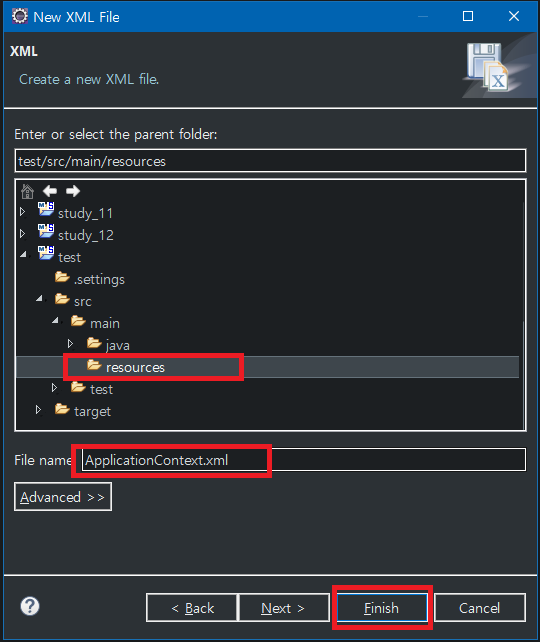 New XML File
XML
Create a new XML file.
Enter or select the parent folder:
test/src/main/resources
study_11
study_12
test
.settings
src
main
java
resources
test
target
File name
ApplicationContext.xml
Advanced >>
< Back
Next >
Finish
Cancel